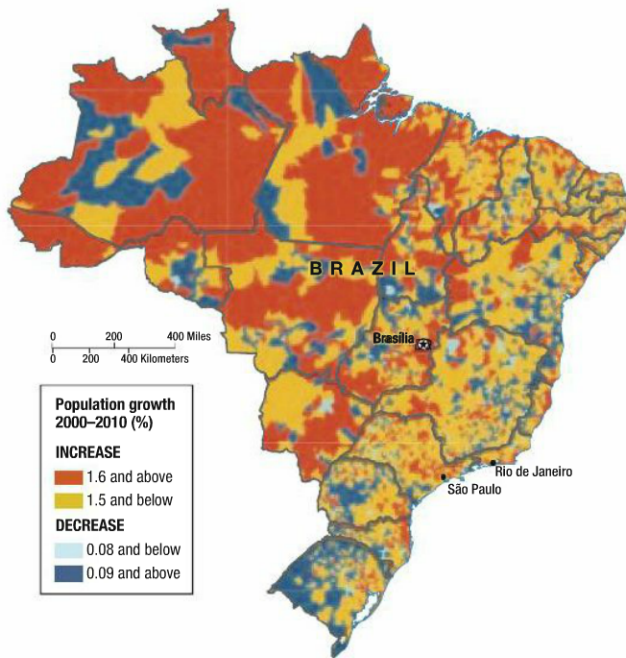 BRAZIL
Brasília
0 200 400 Miles
0 200 400 Kilometers
Rio de Janeiro
São Paulo
Population growth
2000–2010 (%)
INCREASE
1.6 and above
1.5 and below
DECREASE
0.08 and below
0.09 and above